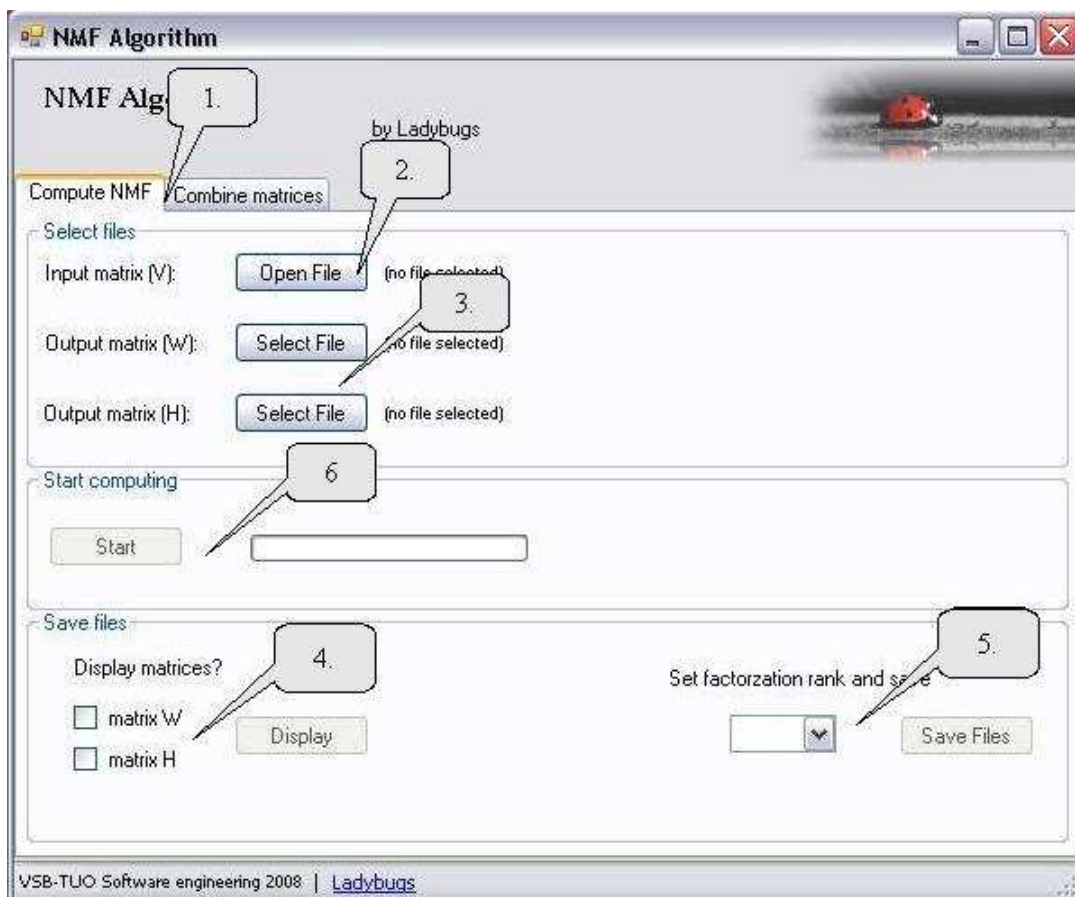 NMF Algorithm
NMF Alg
1.
by Ladybugs
2.
Compute NMF
Combine matrices
Select files
Input matrix (V):
Open File
(no file selected)
3.
Output matrix (W):
Select File
(no file selected)
Output matrix (H):
Select File
(no file selected)
6
Start computing
Start
Save files
4.
5.
Display matrices?
Set factorzation rank and save
matrix W
matrix H
Display
Save Files
VSB-TUO Software engineering 2008 | Ladybugs